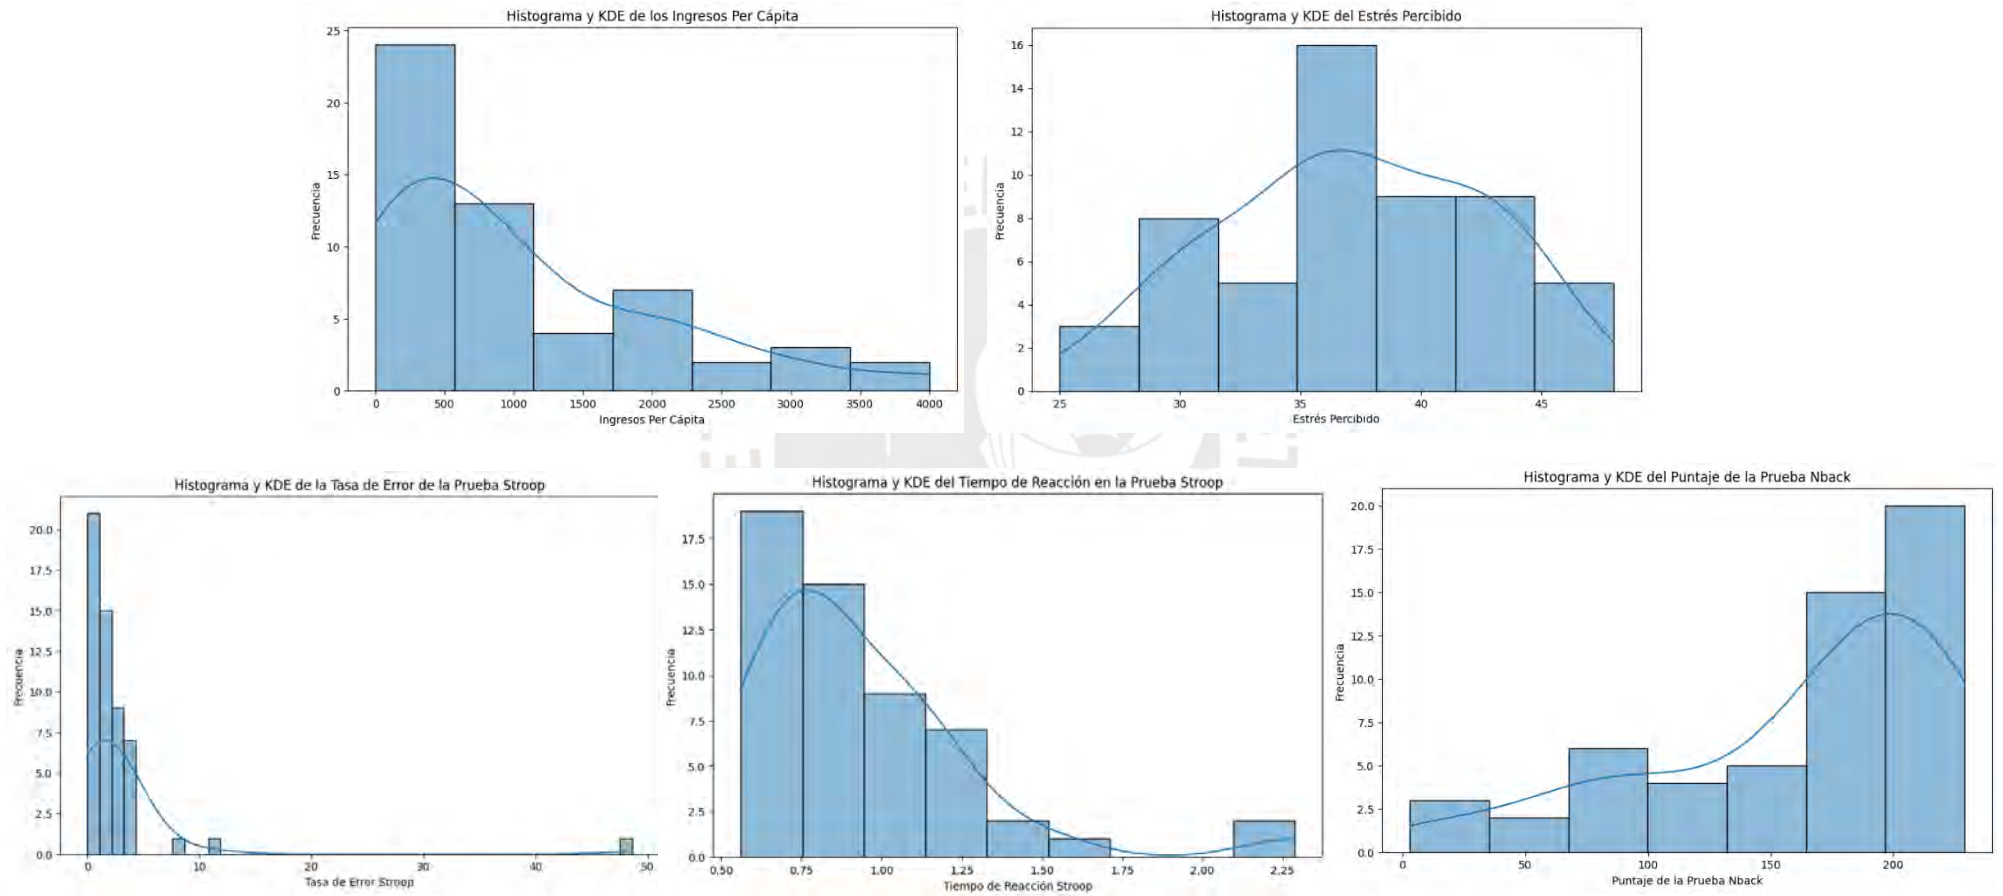 Histograma y KDE de los Ingresos Per Cápita
Frecuencia
25
20
15
10
5
0
0 500 1000 1500 2000 2500 3000 3500 4000
Ingresos Per Cápita
Histograma y KDE del Estrés Percibido
Frecuencia
16
14
12
10
8
6
4
2
0
25 30 35 40 45
Estrés Percibido
Histograma y KDE de la Tasa de Error de la Prueba Stroop
Frecuencia
20.0
17.5
15.0
12.5
10.0
7.5
5.0
2.5
0.0
0 10 20 30 40 50
Tasa de Error Stroop
Histograma y KDE del Tiempo de Reacción en la Prueba Stroop
Frecuencia
17.5
15.0
12.5
10.0
7.5
5.0
2.5
0.0
0.50 0.75 1.00 1.25 1.50 1.75 2.00 2.25
Tiempo de Reacción Stroop
Histograma y KDE del Puntaje de la Prueba Nback
Frecuencia
20.0
17.5
15.0
12.5
10.0
7.5
5.0
2.5
0.0
0 50 100 150 200
Puntaje de la Prueba Nback